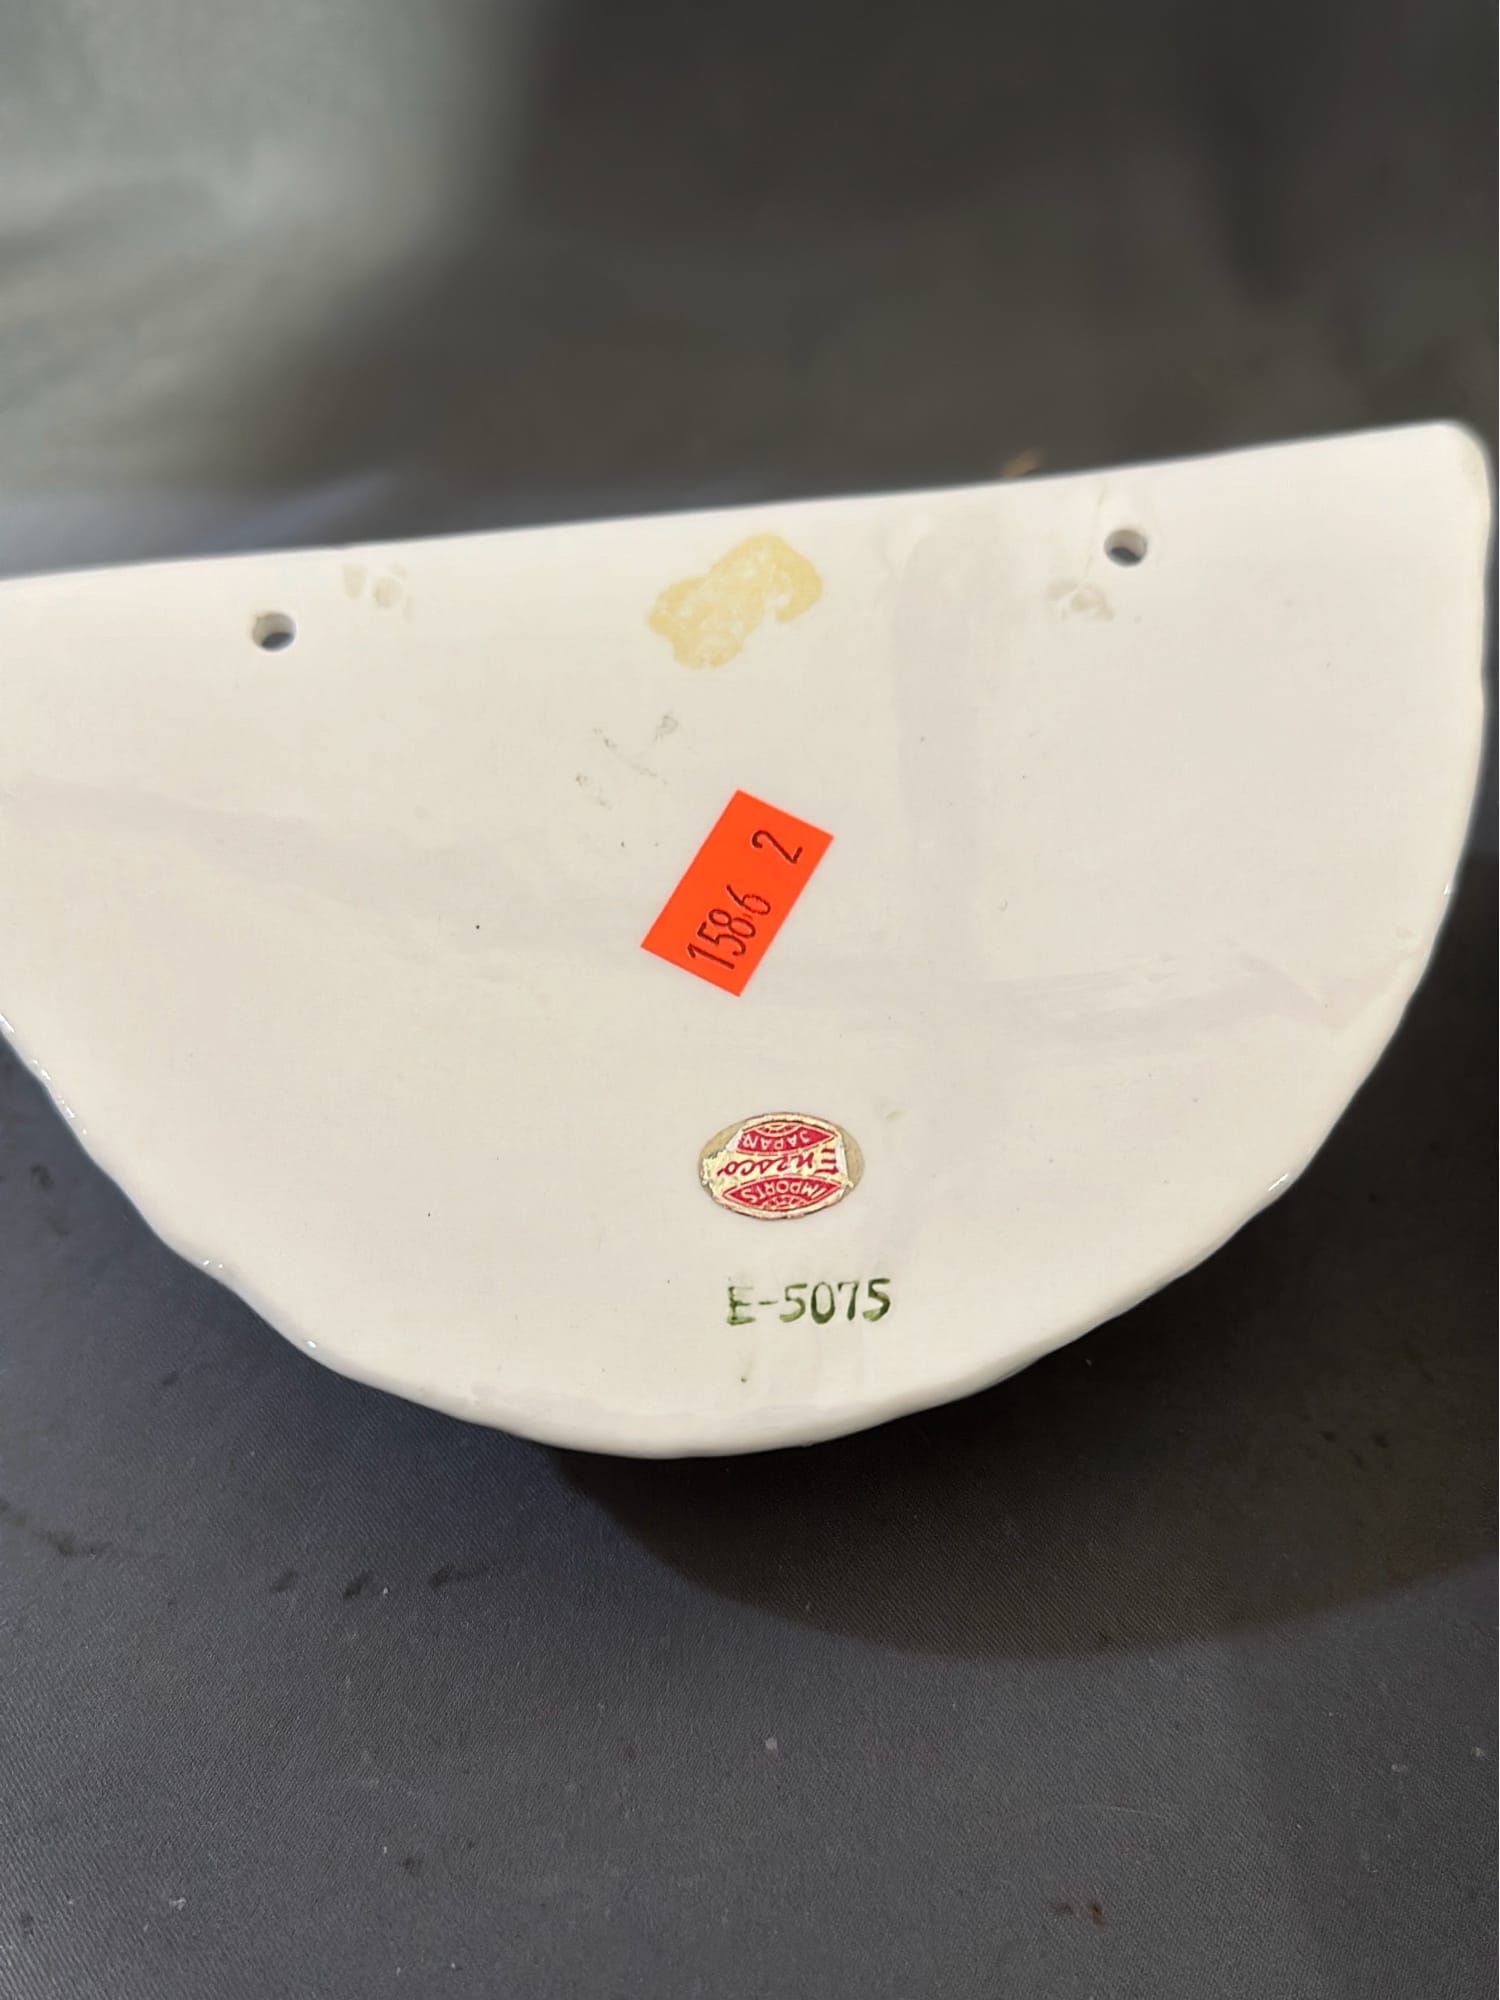 1586 2
JAPAN
Enesco
IMPORTS
E-5075